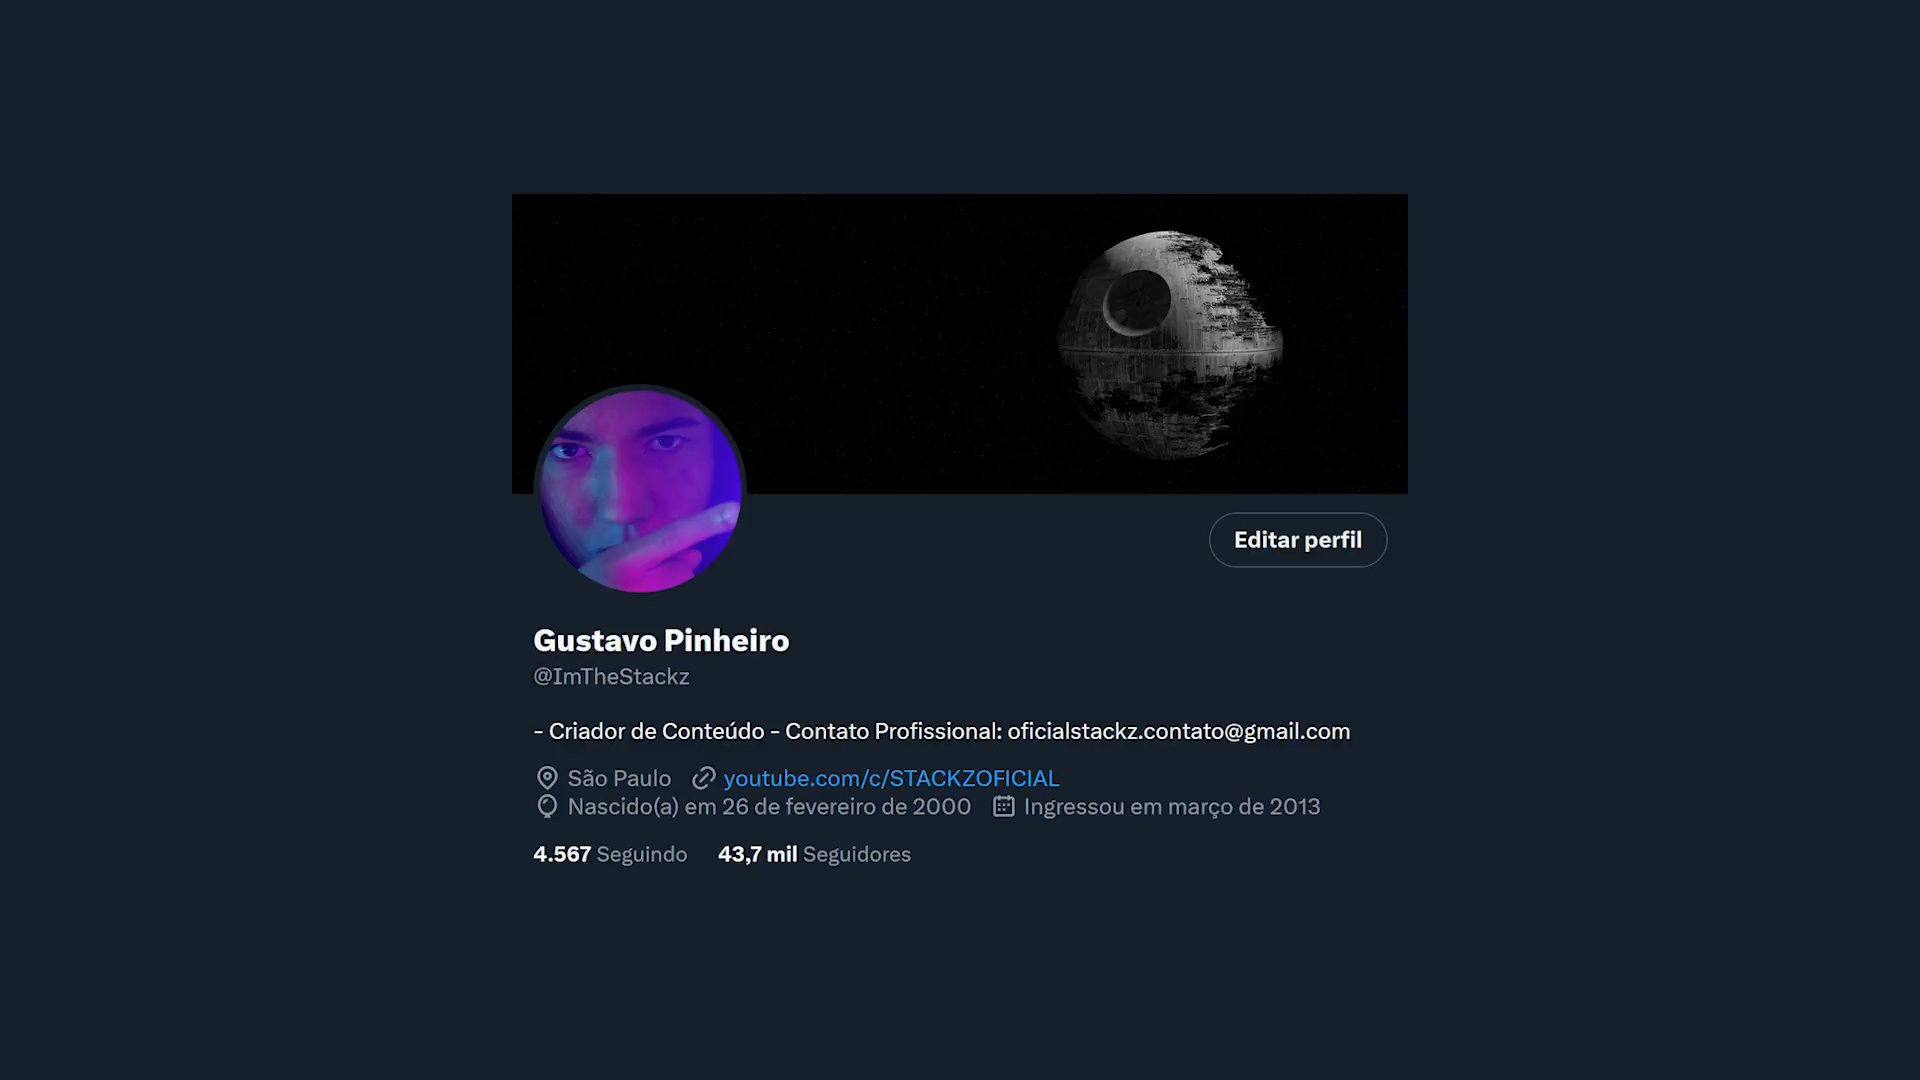 Editar perfil
Gustavo Pinheiro
@ImTheStackz
- Criador de Conteúdo - Contato Profissional: oficialstackz.contato@gmail.com
São Paulo youtube.com/c/STACKZOFICIAL
Nascido(a) em 26 de fevereiro de 2000 Ingressou em março de 2013
4.567 Seguindo 43,7 mil Seguidores